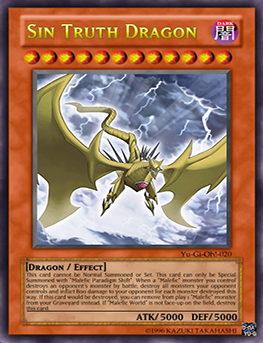 SIN TRUTH DRAGON
DARK
闇
Yu-Gi-Oh!-020
[Dragon / Effect]
This card cannot be Normal Summoned or Set. This card can only be Special
Summoned with "Malefic Paradigm Shift". When a "Malefic" monster you control
destroys an opponent's monster by battle; destroy all monsters your opponent
controls and inflict 800 damage to your opponent for each monster destroyed this
way. If this card would be destroyed, you can remove from play 1 "Malefic" monster
from your Graveyard instead. If "Malefic World" is not face-up on the field, destroy
this card.
ATK/5000 DEF/5000
©1996 KAZUKI TAKAHASHI